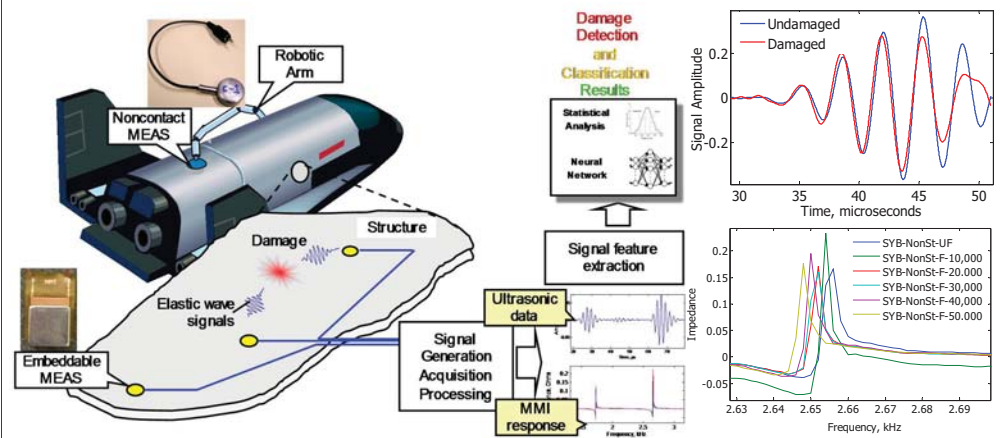 Robotic
Arm
Noncontact
MEAS
Damage
Structure
Elastic wave
signals
Embeddable
MEAS
Signal
Generation
Acquisition
Processing
Ultrasonic
data
MMI
response
Signal feature
extraction
Damage
Detection
and
Classification
Results
Statistical
Analysis
Neural
Network
Frequency, kHz
Undamaged
Damaged
Signal Amplitude
0.2
0
-0.2
30 35 40 45 50
Time, microseconds
SYB-NonSt-UF
SYB-NonSt-F-10,000
SYB-NonSt-F-20.000
SYB-NonSt-F-30,000
SYB-NonSt-F-40,000
SYB-NonSt-F-50.000
Impedance
0.2
0.15
0.1
0.05
0
-0.05
2.63 2.64 2.65 2.66 2.67 2.68 2.69
Frequency, kHz